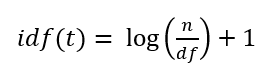 idf(t) = log(n/df) + 1